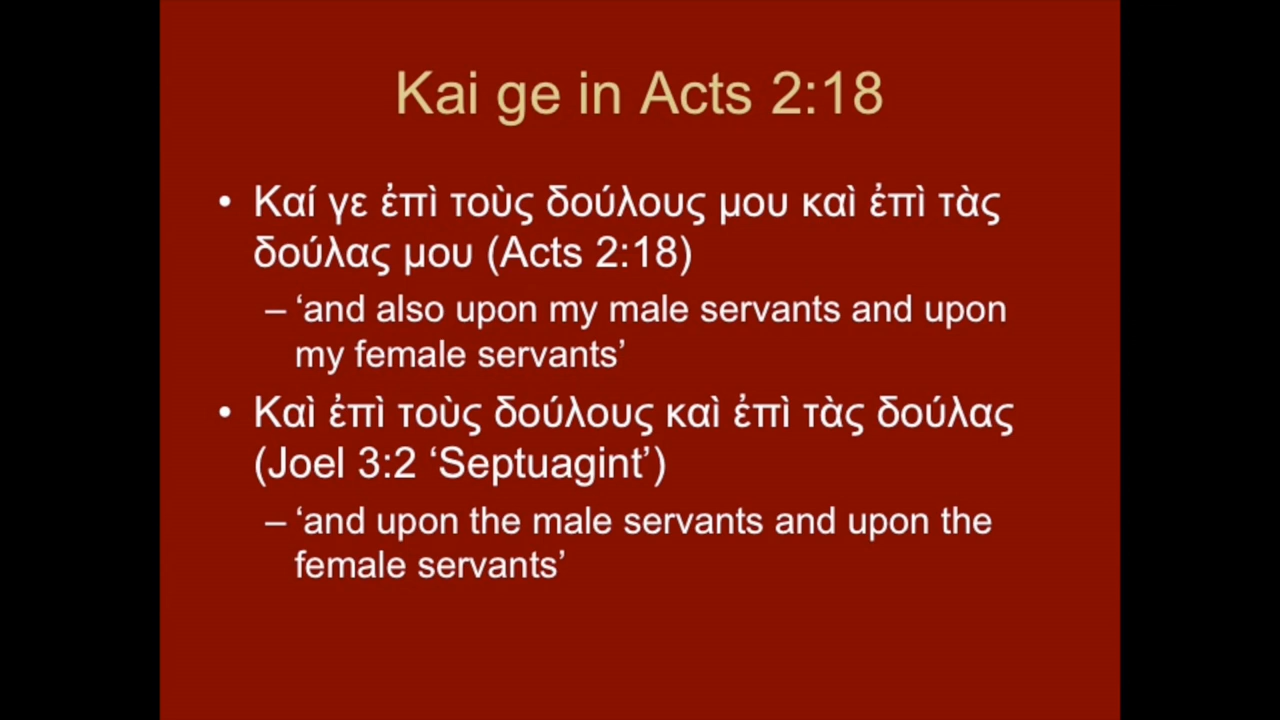 Kai ge in Acts 2:18
• Καί γε ἐπὶ τοὺς δούλους μου καὶ ἐπὶ τὰς
δούλας μου (Acts 2:18)
– ‘and also upon my male servants and upon
my female servants’
• Καὶ ἐπὶ τοὺς δούλους καὶ ἐπὶ τὰς δούλας
(Joel 3:2 ‘Septuagint’)
– ‘and upon the male servants and upon the
female servants’